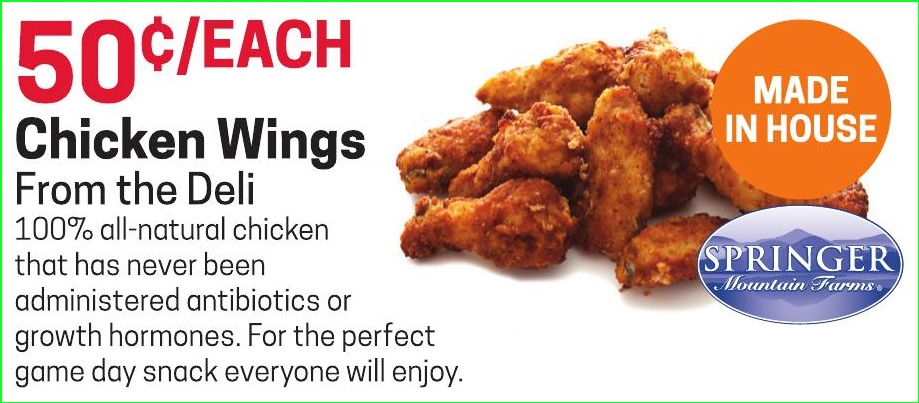 50¢/EACH
Chicken Wings
From the Deli
100% all-natural chicken
that has never been
administered antibiotics or
growth hormones. For the perfect
game day snack everyone will enjoy.
MADE
IN HOUSE
SPRINGER
Mountain Farms®